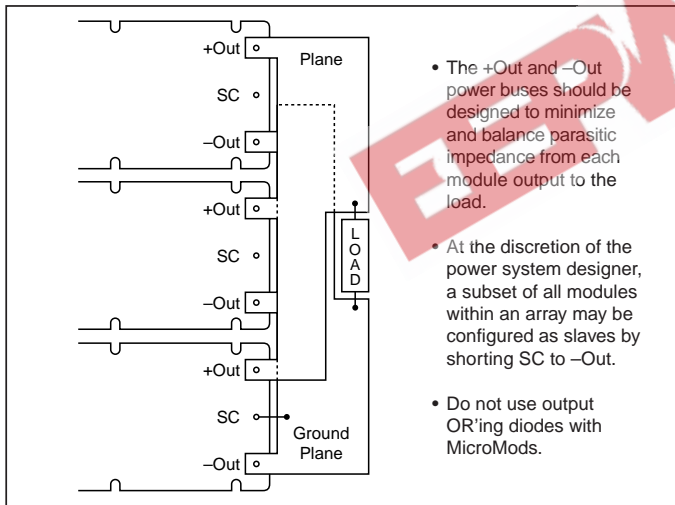 +Out
Plane
SC
–Out
+Out
SC
–Out
+Out
SC
Ground
Plane
–Out
LOAD
• The +Out and –Out
power buses should be
designed to minimize
and balance parasitic
impedance from each
module output to the
load.
• At the discretion of the
power system designer,
a subset of all modules
within an array may be
configured as slaves by
shorting SC to –Out.
• Do not use output
OR'ing diodes with
MicroMods.